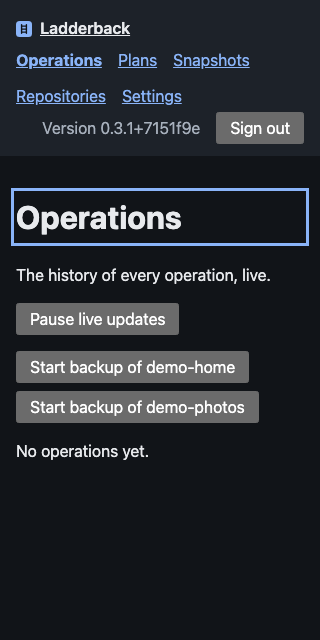 Ladderback
Operations Plans Snapshots
Repositories Settings
Version 0.3.1+7151f9e Sign out
Operations
The history of every operation, live.
Pause live updates
Start backup of demo-home
Start backup of demo-photos
No operations yet.